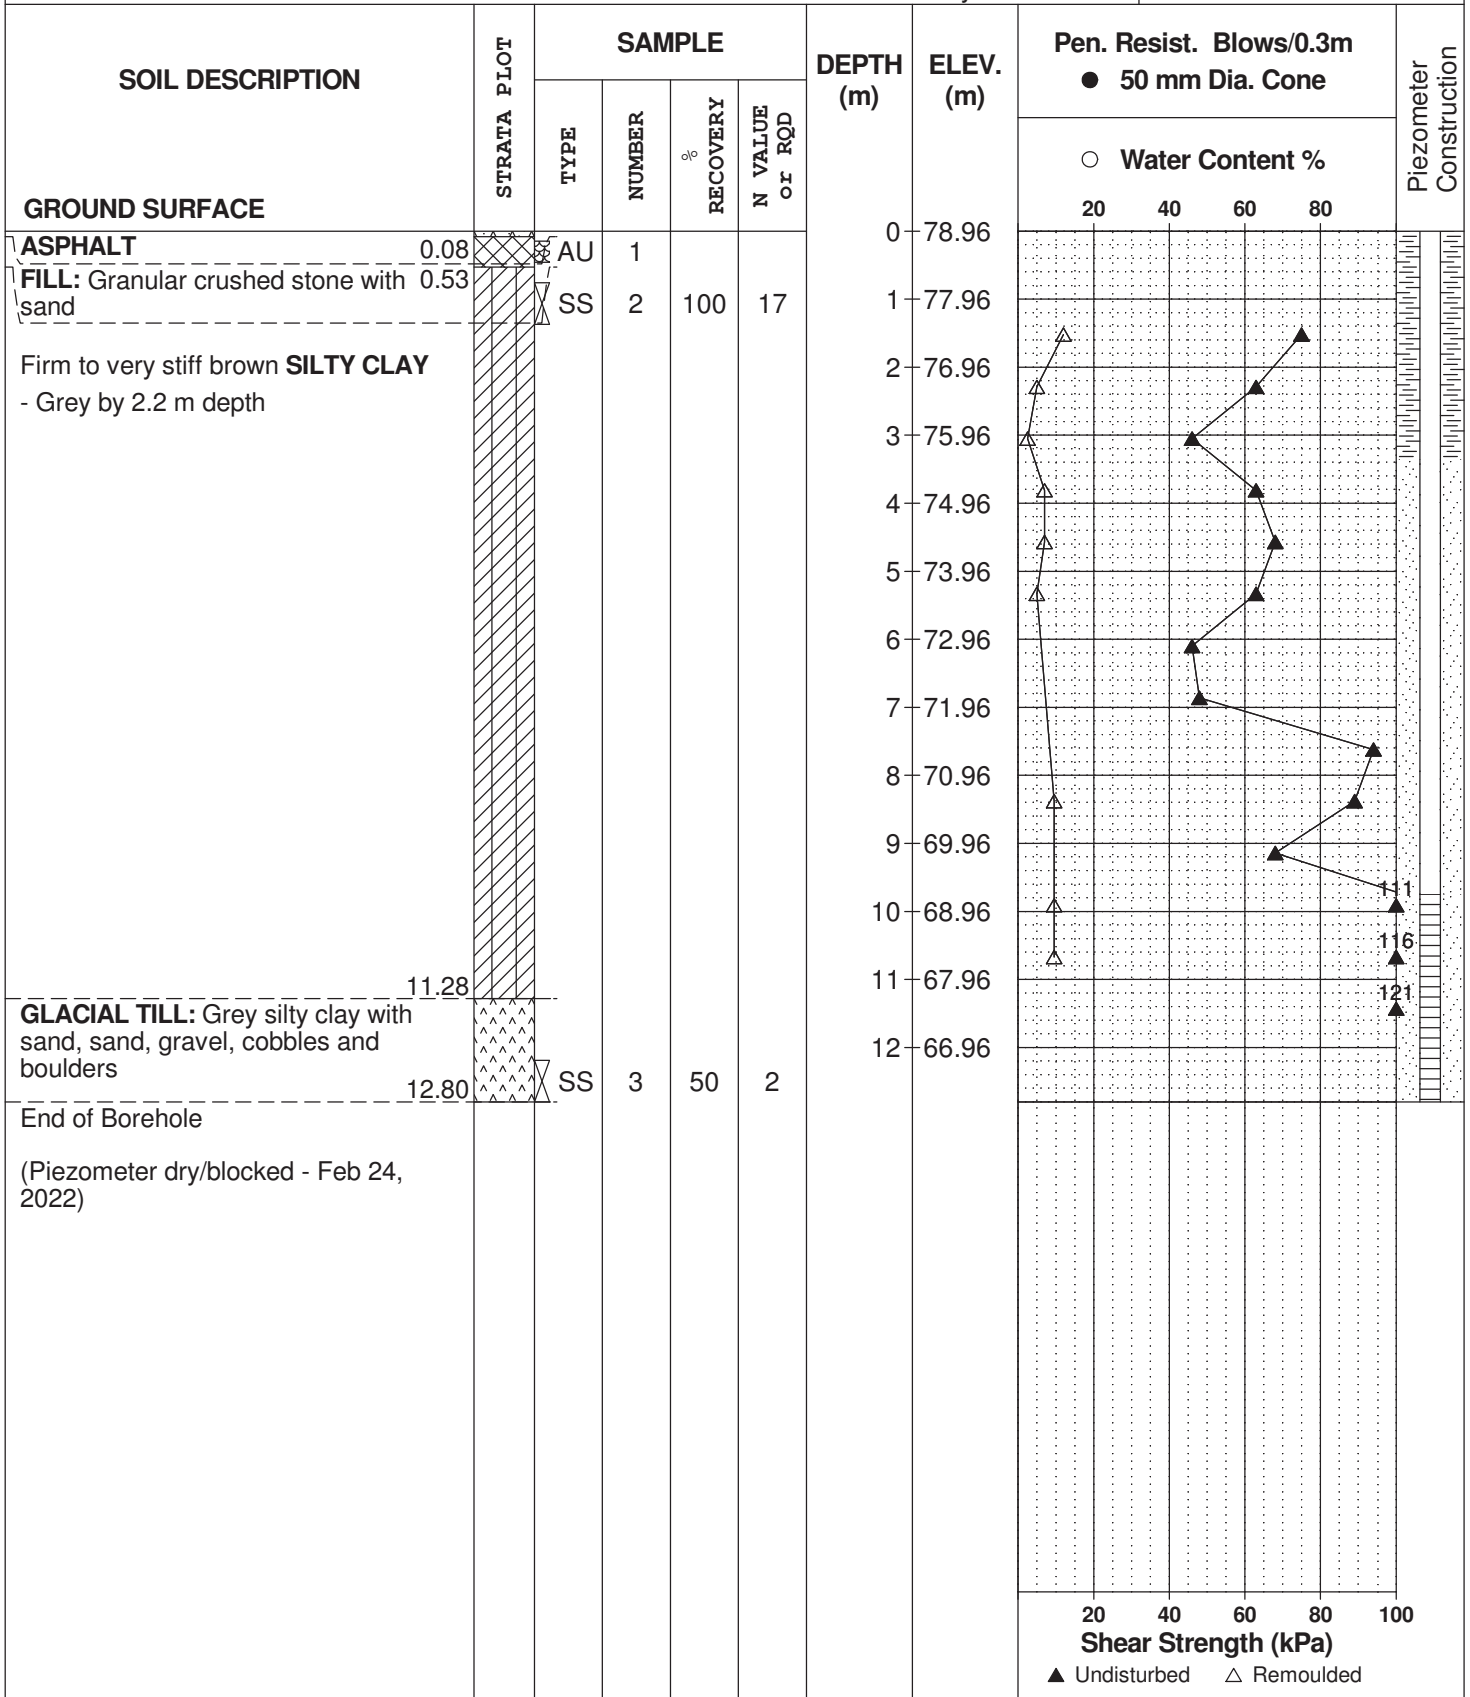 SOIL DESCRIPTION
STRATA PLOT
SAMPLE
TYPE
NUMBER
% RECOVERY
N VALUE or RQD
DEPTH (m)
ELEV. (m)
Pen. Resist. Blows/0.3m
● 50 mm Dia. Cone
○ Water Content %
Piezometer Construction
GROUND SURFACE
20 40 60 80
0 78.96
ASPHALT 0.08 AU 1
FILL: Granular crushed stone with 0.53
sand
SS 2 100 17
1 77.96
Firm to very stiff brown SILTY CLAY
2 76.96
- Grey by 2.2 m depth
3 75.96
4 74.96
5 73.96
6 72.96
7 71.96
8 70.96
9 69.96
111
10 68.96
116
11 67.96
11.28
121
GLACIAL TILL: Grey silty clay with
sand, sand, gravel, cobbles and
boulders
12 66.96
12.80 SS 3 50 2
End of Borehole
(Piezometer dry/blocked - Feb 24,
2022)
20 40 60 80 100
Shear Strength (kPa)
▲ Undisturbed △ Remoulded